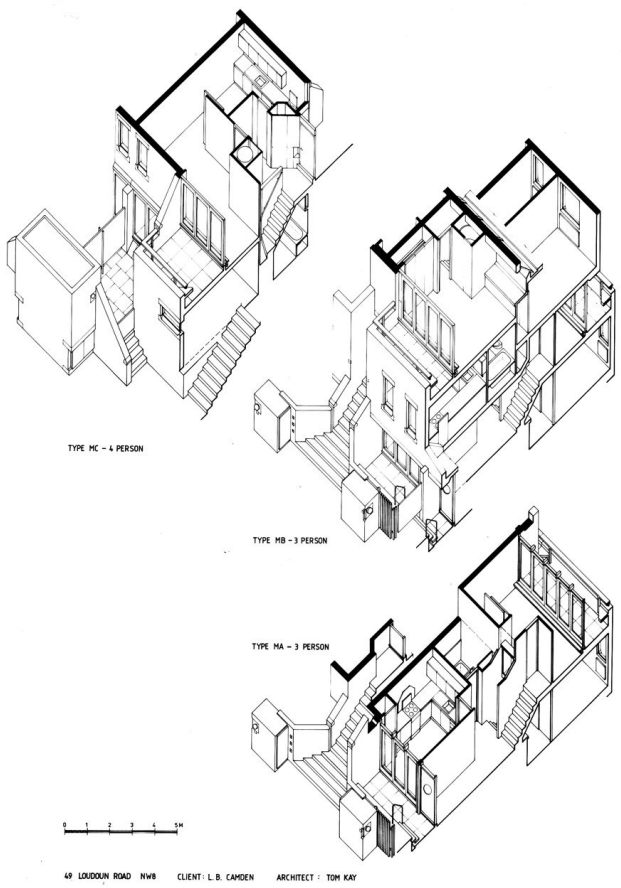 TYPE MC - 4 PERSON
TYPE MB - 3 PERSON
TYPE MA - 3 PERSON
0 1 2 3 4 5M
49 LOUDOUN ROAD NW8 CLIENT: L.B. CAMDEN ARCHITECT : TOM KAY